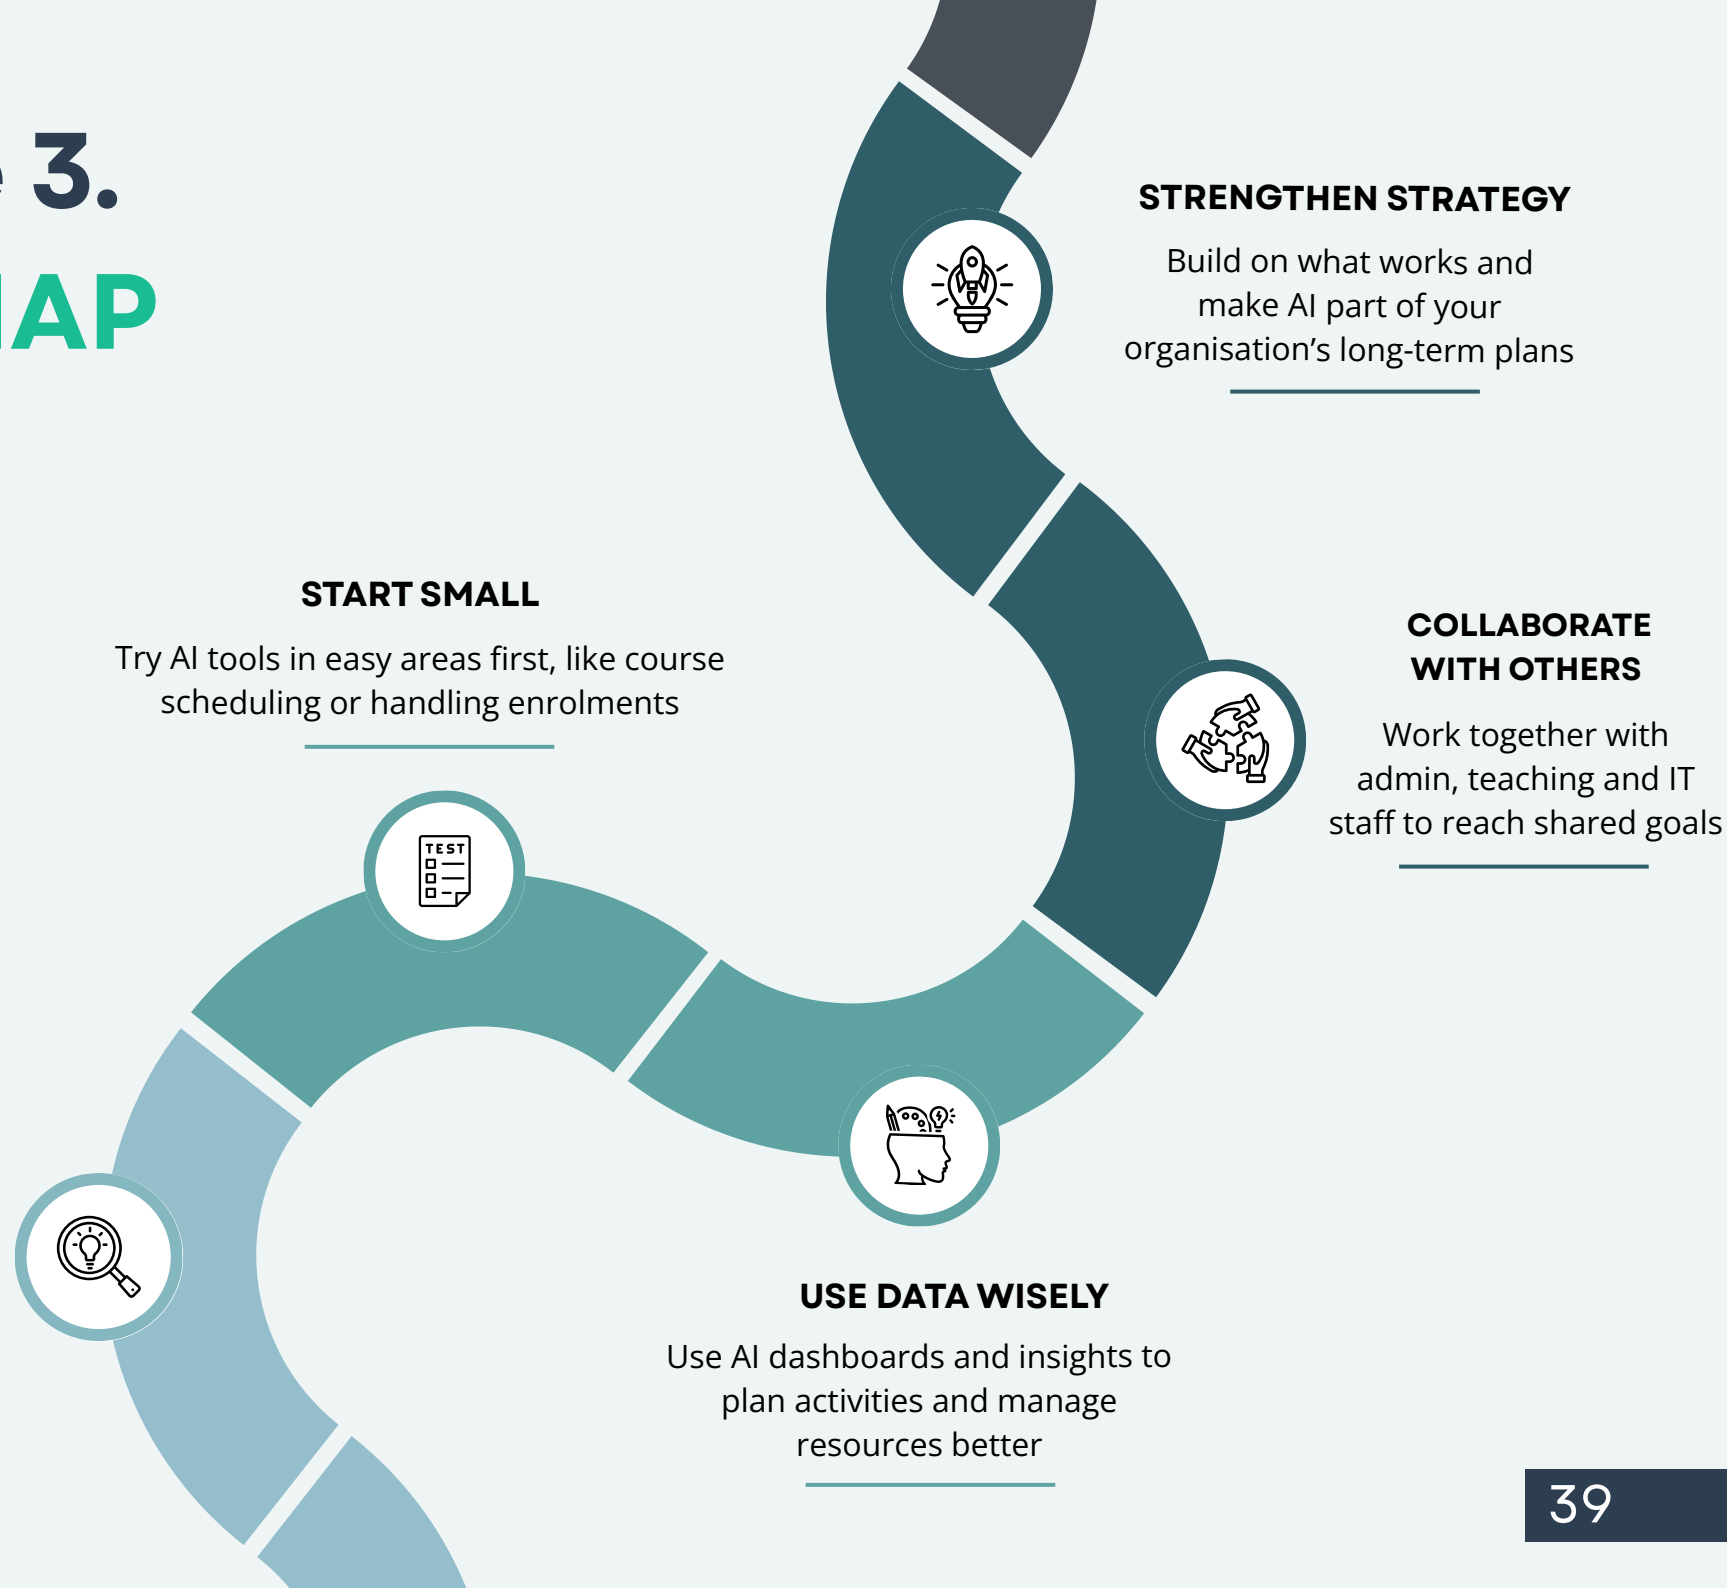 3.
AP
STRENGTHEN STRATEGY
Build on what works and
make AI part of your
organisation's long-term plans
START SMALL
Try AI tools in easy areas first, like course
scheduling or handling enrolments
COLLABORATE
WITH OTHERS
Work together with
admin, teaching and IT
staff to reach shared goals
TEST
USE DATA WISELY
Use AI dashboards and insights to
plan activities and manage
resources better
39